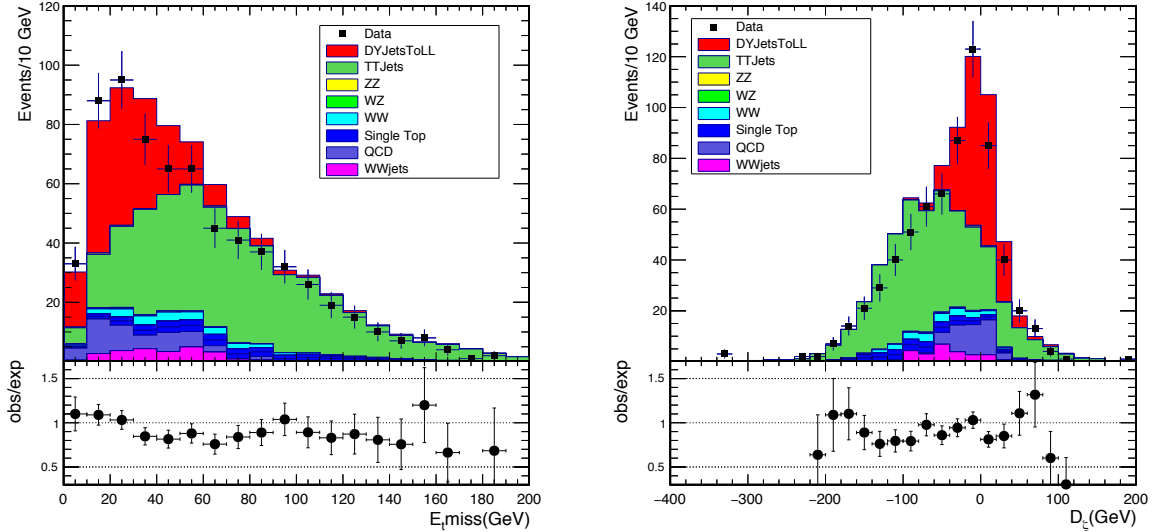 Events/10 GeV
120
100
80
60
40
20
Data
DYJetsToLL
TTJets
ZZ
WZ
WW
Single Top
QCD
WWjets
obs/exp
1.5
1
0.5
0 20 40 60 80 100 120 140 160 180 200
E_tmiss(GeV)
Events/10 GeV
140
120
100
80
60
40
20
Data
DYJetsToLL
TTJets
ZZ
WZ
WW
Single Top
QCD
WWjets
obs/exp
1.5
1
0.5
−400 −300 −200 −100 0 100 200
D_ξ(GeV)